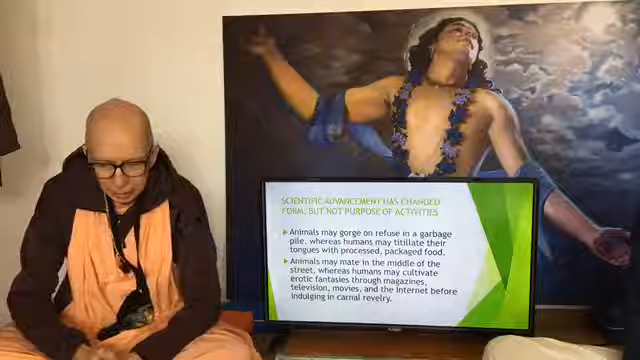 SCIENTIFIC ADVANCEMENT HAS CHANGED
FORM, BUT NOT PURPOSE OF ACTIVITIES
Animals may gorge on refuse in a garbage
pile, whereas humans may titillate their
tongues with processed, packaged food.
Animals may mate in the middle of the
street, whereas humans may cultivate
erotic fantasies through magazines,
television, movies, and the Internet before
indulging in carnal revelry.